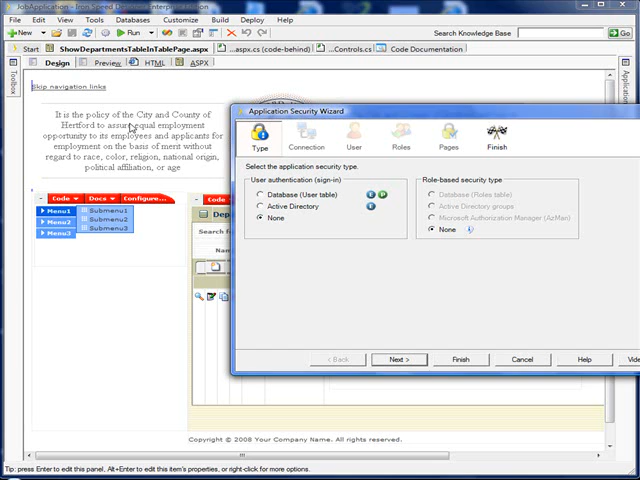 JobApplication - Iron Speed Designer Enterprise Edition
File Edit View Tools Databases Customize Build Deploy Help
New Run Search Knowledge Base Go
Start ShowDepartmentsTableInTablePage.aspx ...aspx.cs (code-behind) ...Controls.cs Code Documentation
Design Preview HTML ASPX
Toolbox
Skip navigation links
It is the policy of the City and County of
Hertford to assure equal employment
opportunity to its employees and applicants for
employment on the basis of merit without
regard to race, color, religion, national origin,
political affiliation, or age
Code Docs Configure...
Menu1 Submenu1
Menu2 Submenu2
Menu3 Submenu3
Code
Depa
Search fo
Nam
Application Security Wizard
Type Connection User Roles Pages Finish
Select the application security type.
User authentication (sign-in)
Database (User table)
Active Directory
None
Role-based security type
Database (Roles table)
Active Directory groups
Microsoft Authorization Manager (AzMan)
None
< Back Next > Finish Cancel Help Vide
Copyright © 2008 Your Company Name. All rights reserved.
Tip: press Enter to edit this panel, Alt+Enter to edit this item's properties, or right-click for more options.